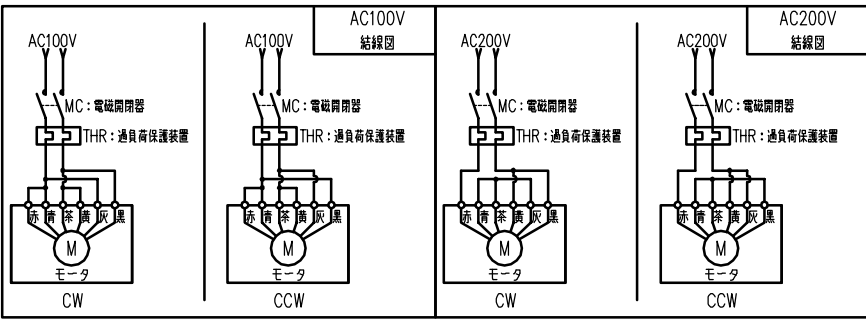 AC100V
MC：電磁開閉器
THR：過負荷保護装置
赤 青 茶 黄 灰 黒
M
モータ
CW
AC100V
結線図
AC100V
MC：電磁開閉器
THR：過負荷保護装置
赤 青 茶 黄 灰 黒
M
モータ
CCW
AC200V
MC：電磁開閉器
THR：過負荷保護装置
赤 青 茶 黄 灰 黒
M
モータ
CW
AC200V
結線図
AC200V
MC：電磁開閉器
THR：過負荷保護装置
赤 青 茶 黄 灰 黒
M
モータ
CCW